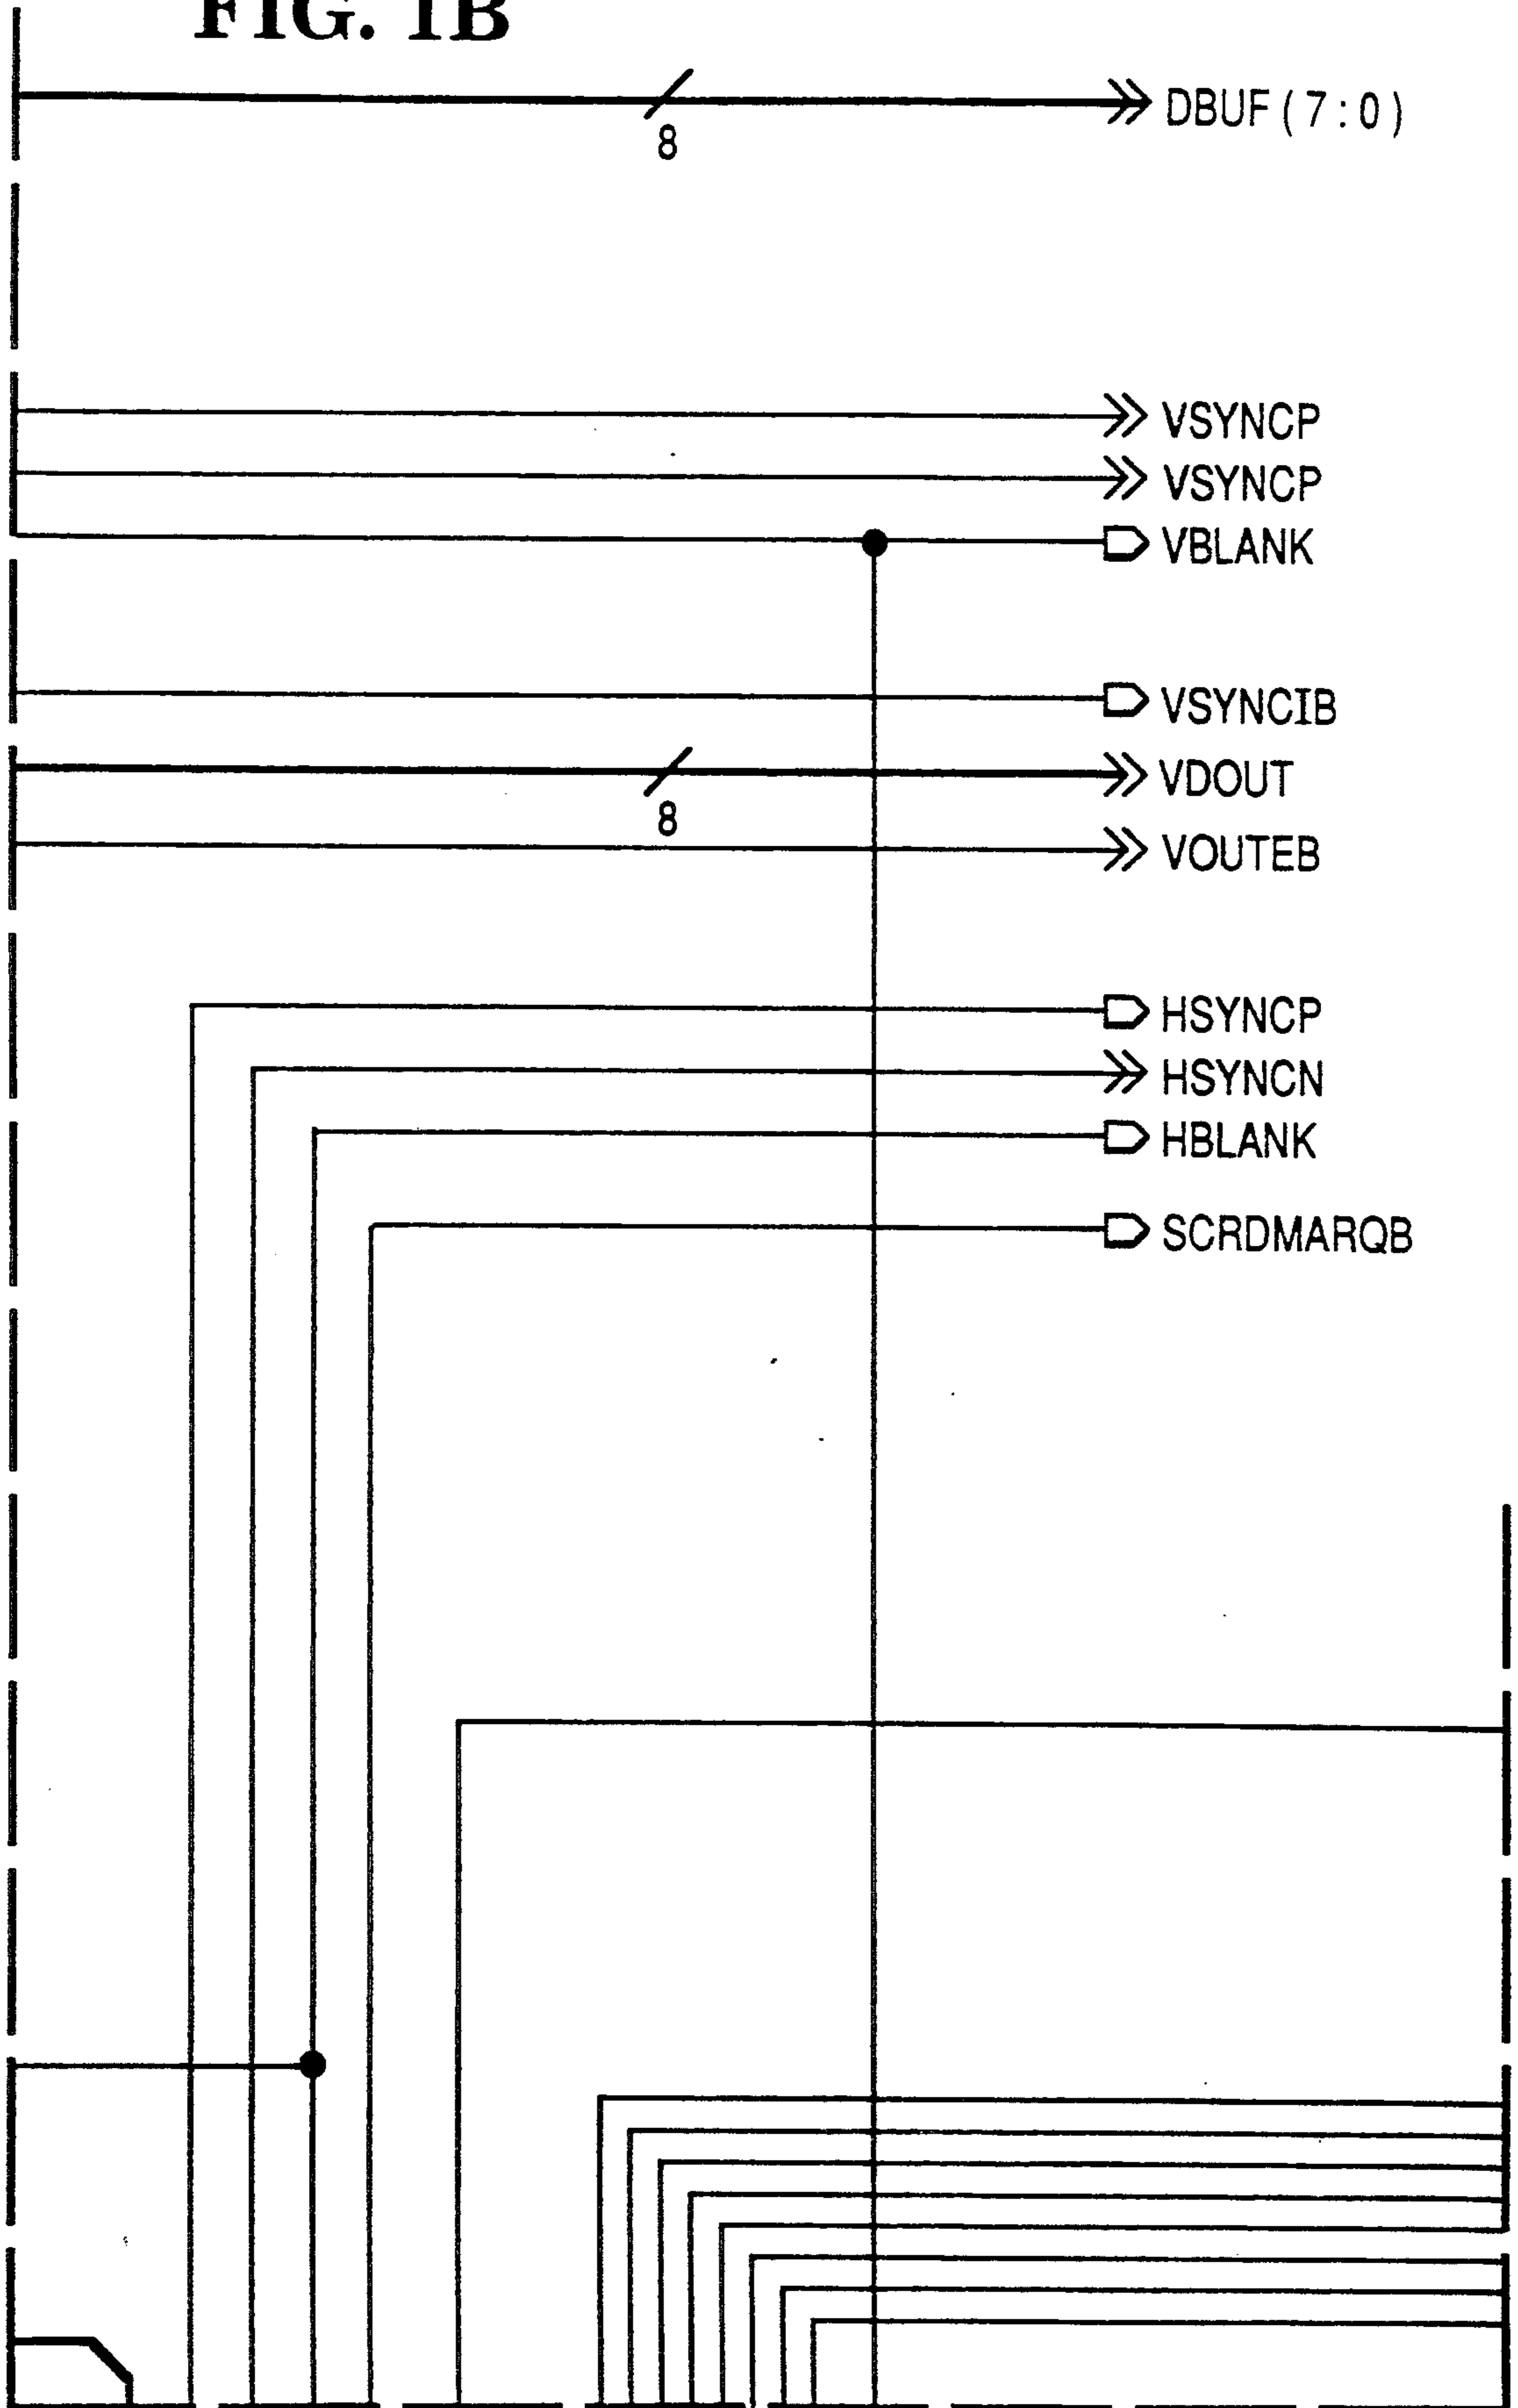 FIG. 1B
DBUF(7:0)
8
VSYNCP
VSYNCP
VBLANK
VSYNCIB
VDOUT
8
VOUTEB
HSYNCP
HSYNCN
HBLANK
SCRDMARQB